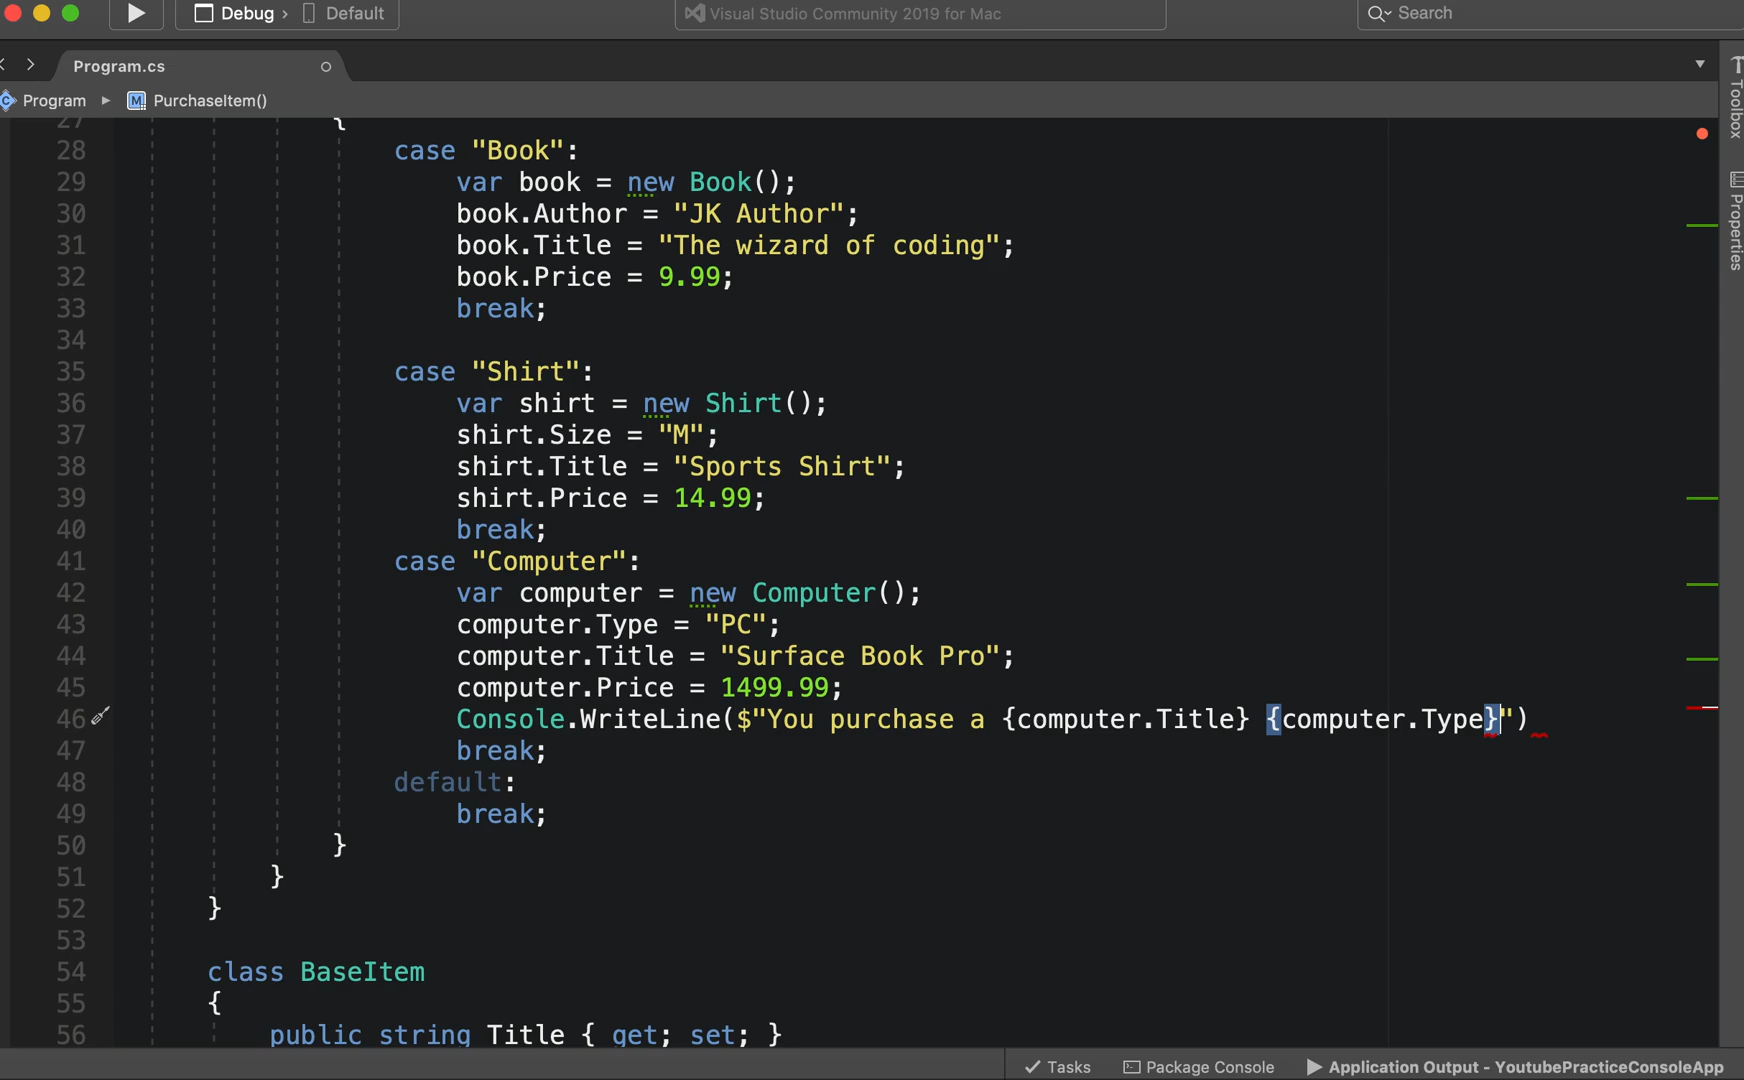 Debug › Default
Visual Studio Community 2019 for Mac
Search
Program.cs
Program ▸ M PurchaseItem()
Toolbox
Properties
27 {
28 case "Book":
29 var book = new Book();
30 book.Author = "JK Author";
31 book.Title = "The wizard of coding";
32 book.Price = 9.99;
33 break;
34
35 case "Shirt":
36 var shirt = new Shirt();
37 shirt.Size = "M";
38 shirt.Title = "Sports Shirt";
39 shirt.Price = 14.99;
40 break;
41 case "Computer":
42 var computer = new Computer();
43 computer.Type = "PC";
44 computer.Title = "Surface Book Pro";
45 computer.Price = 1499.99;
46 Console.WriteLine($"You purchase a {computer.Title} {computer.Type}")
47 break;
48 default:
49 break;
50 }
51 }
52 }
53
54 class BaseItem
55 {
56 public string Title { get; set; }
Tasks
Package Console
Application Output - YoutubePracticeConsoleApp